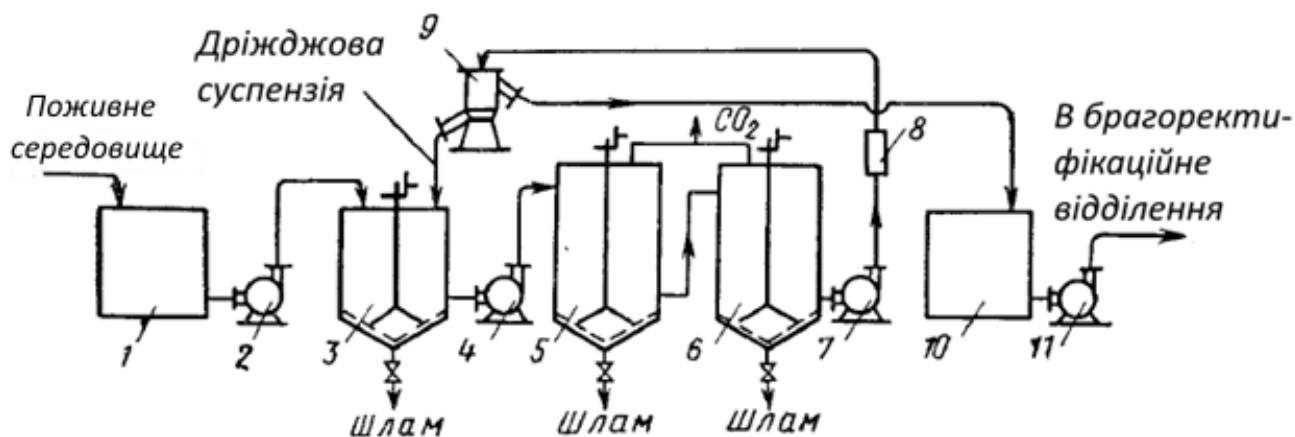 Дріжджова
суспензія
9
Поживне
середовище
CO2
8
В брагоректи-
фікаційне
відділення
1
2
3
4
5
6
7
10
11
Шлам
Шлам
Шлам